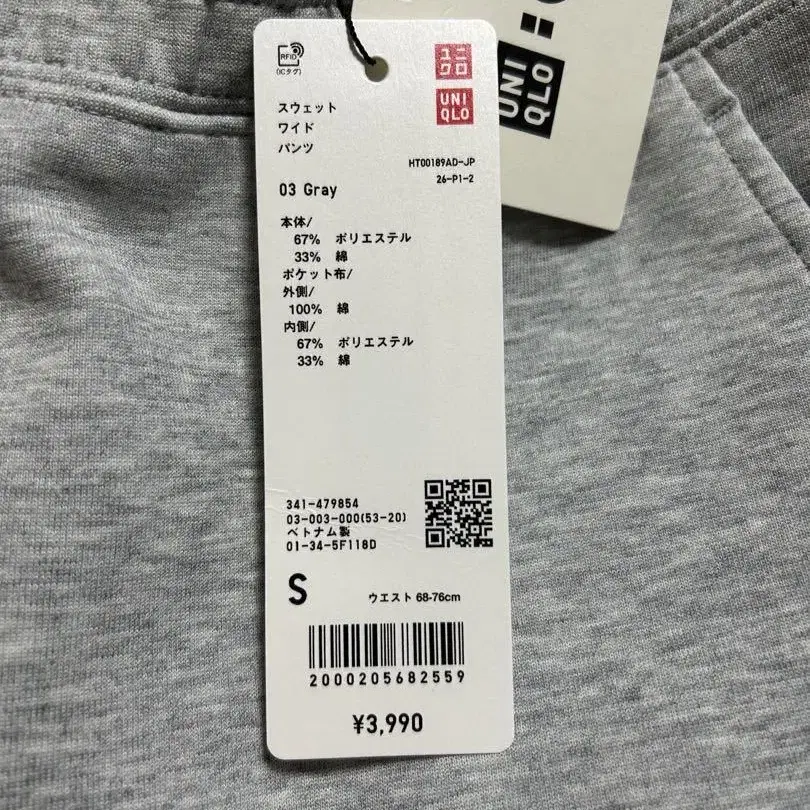 RFID
(ICタグ)
ユニ
クロ
UNI
QLO
スウェット
ワイド
パンツ
HT00189AD-JP
26-P1-2
03 Gray
本体/
67% ポリエステル
33% 綿
ポケット布/
外側/
100% 綿
内側/
67% ポリエステル
33% 綿
341-479854
03-003-000(53-20)
ベトナム製
01-34-5F118D
S
ウエスト 68-76cm
2000205682559
¥3,990
UNI
QLO